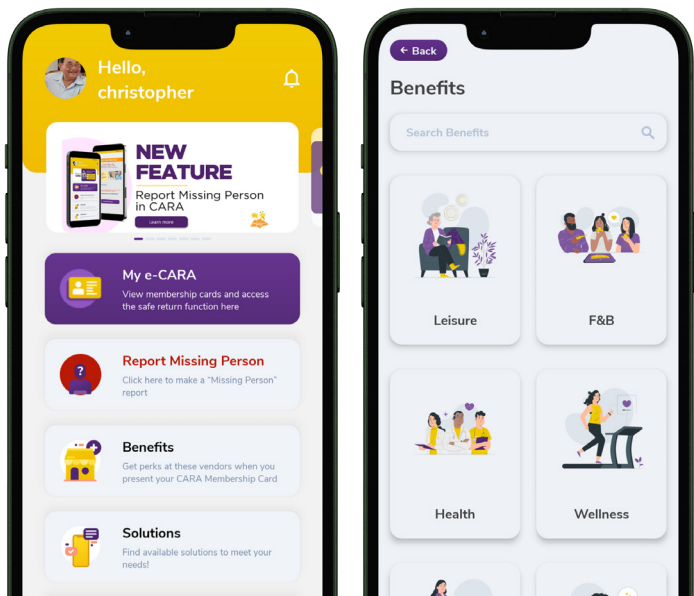 Hello,
christopher
NEW
FEATURE
Report Missing Person
in CARA
Learn more
My e-CARA
View membership cards and access
the safe return function here
Report Missing Person
Click here to make a "Missing Person"
report
Benefits
Get perks at these vendors when you
present your CARA Membership Card
Solutions
Find available solutions to meet your
needs!
← Back
Benefits
Search Benefits
Leisure
F&B
Health
Wellness